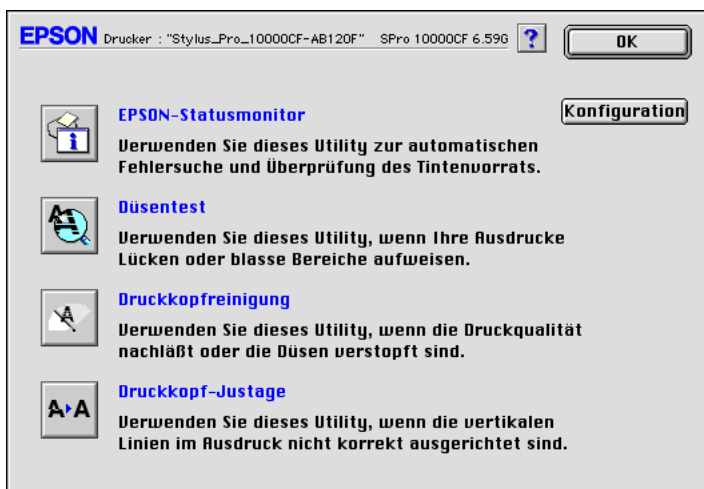 EPSON Drucker : "Stylus_Pro_10000CF-AB120F" SPro 10000CF 6.59G ? OK
Konfiguration
EPSON-Statusmonitor
Verwenden Sie dieses Utility zur automatischen
Fehlersuche und Überprüfung des Tintenvorrats.
Düsentest
Verwenden Sie dieses Utility, wenn Ihre Ausdrucke
Lücken oder blasse Bereiche aufweisen.
Druckkopfreinigung
Verwenden Sie dieses Utility, wenn die Druckqualität
nachläßt oder die Düsen verstopft sind.
Druckkopf-Justage
Verwenden Sie dieses Utility, wenn die vertikalen
Linien im Ausdruck nicht korrekt ausgerichtet sind.